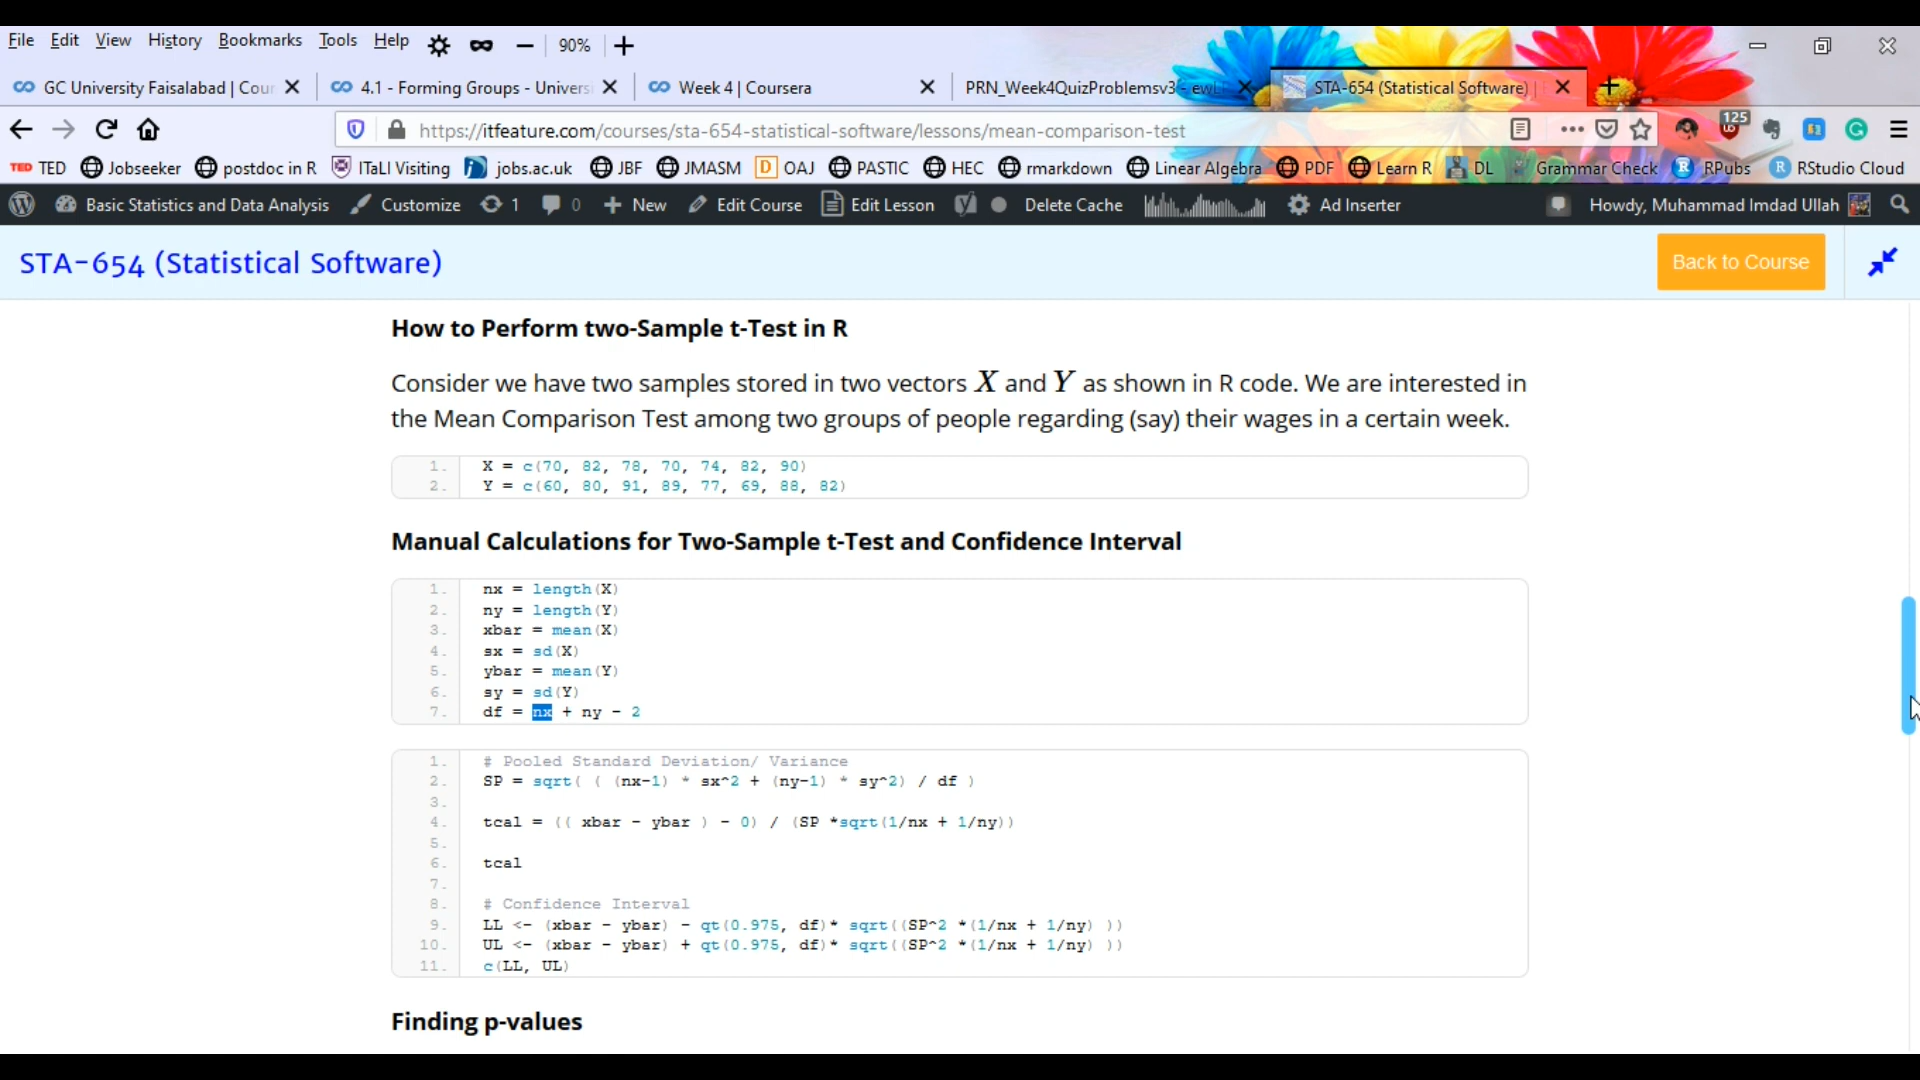 File Edit View History Bookmarks Tools Help 90%
GC University Faisalabad | Cour
4.1 - Forming Groups - Univers
Week 4 | Coursera
PRN_Week4QuizProblemsv3
STA-654 (Statistical Software) |
https://itfeature.com/courses/sta-654-statistical-software/lessons/mean-comparison-test
125
TED TED Jobseeker postdoc in R ITaLI Visiting jobs.ac.uk JBF JMASM D OAJ PASTIC HEC rmarkdown Linear Algebra PDF Learn R DL Grammar Check R RPubs R RStudio Cloud
Basic Statistics and Data Analysis Customize 1 0 New Edit Course Edit Lesson Delete Cache Ad Inserter Howdy, Muhammad Imdad Ullah
STA-654 (Statistical Software)
Back to Course
How to Perform two-Sample t-Test in R
Consider we have two samples stored in two vectors X and Y as shown in R code. We are interested in
the Mean Comparison Test among two groups of people regarding (say) their wages in a certain week.
1. X = c(70, 82, 78, 70, 74, 82, 90)
2. Y = c(60, 80, 91, 89, 77, 69, 88, 82)
Manual Calculations for Two-Sample t-Test and Confidence Interval
1. nx = length(X)
2. ny = length(Y)
3. xbar = mean(X)
4. sx = sd(X)
5. ybar = mean(Y)
6. sy = sd(Y)
7. df = nx + ny - 2
1. # Pooled Standard Deviation/ Variance
2. SP = sqrt( ( (nx-1) * sx^2 + (ny-1) * sy^2) / df )
3.
4. tcal = (( xbar - ybar ) - 0) / (SP *sqrt(1/nx + 1/ny))
5.
6. tcal
7.
8. # Confidence Interval
9. LL <- (xbar - ybar) - qt(0.975, df)* sqrt((SP^2 *(1/nx + 1/ny) ))
10. UL <- (xbar - ybar) + qt(0.975, df)* sqrt((SP^2 *(1/nx + 1/ny) ))
11. c(LL, UL)
Finding p-values